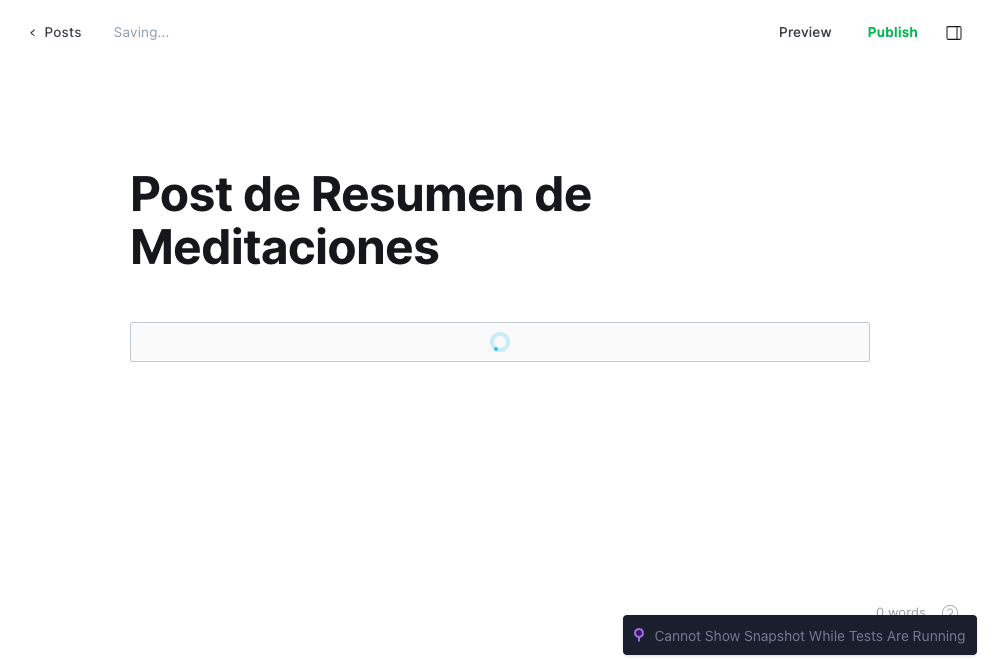 Posts Saving... Preview Publish
Post de Resumen de
Meditaciones
0 words ?
Cannot Show Snapshot While Tests Are Running